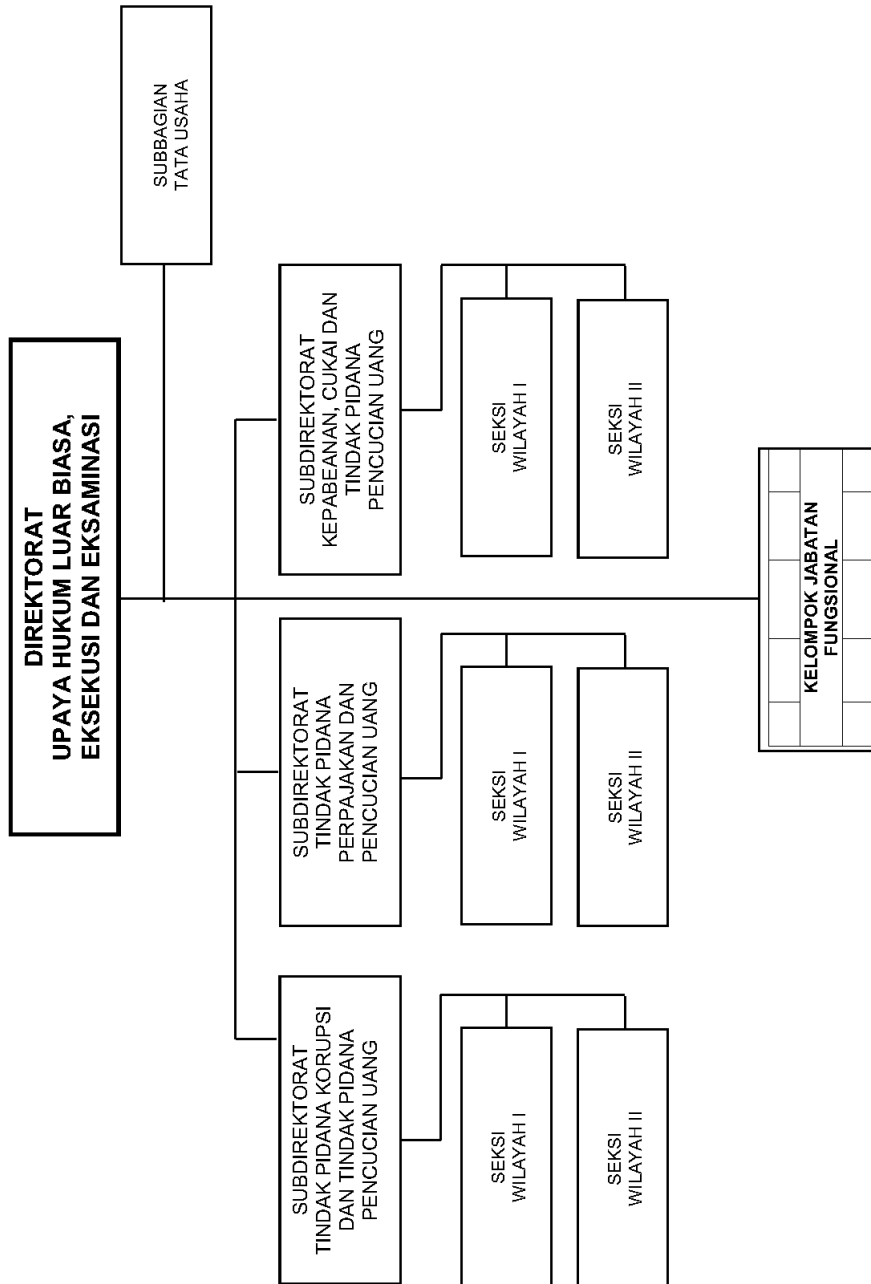 DIREKTORAT
UPAYA HUKUM LUAR BIASA,
EKSEKUSI DAN EKSAMINASI
SUBBAGIAN
TATA USAHA
SUBDIREKTORAT
TINDAK PIDANA KORUPSI
DAN TINDAK PIDANA
PENCUCIAN UANG
SUBDIREKTORAT
TINDAK PIDANA
PERPAJAKAN DAN
PENCUCIAN UANG
SUBDIREKTORAT
KEPABEANAN, CUKAI DAN
TINDAK PIDANA
PENCUCIAN UANG
SEKSI
WILAYAH I
SEKSI
WILAYAH I
SEKSI
WILAYAH I
SEKSI
WILAYAH II
SEKSI
WILAYAH II
SEKSI
WILAYAH II
KELOMPOK JABATAN
FUNGSIONAL